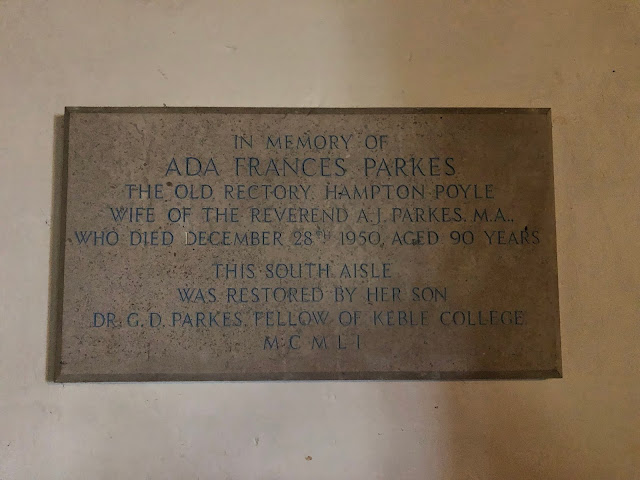 IN MEMORY OF
ADA FRANCES PARKES
THE OLD RECTORY, HAMPTON POYLE
WIFE OF THE REVEREND A.J. PARKES. M.A.,
WHO DIED DECEMBER 28TH 1950, AGED 90 YEARS
THIS SOUTH AISLE
WAS RESTORED BY HER SON
DR. G. D. PARKES, FELLOW OF KEBLE COLLEGE
M C M L I